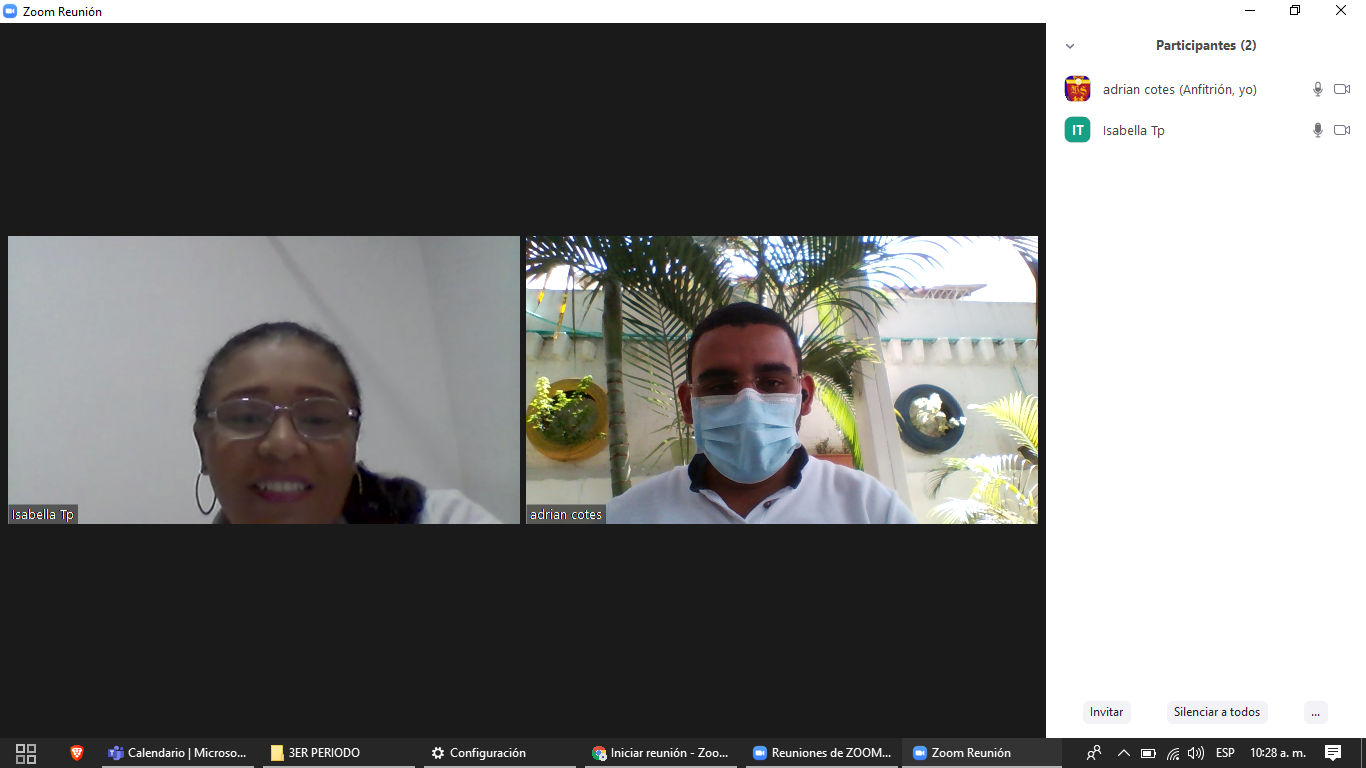 Zoom Reunión
Participantes (2)
adrian cotes (Anfitrión, yo)
IT
Isabella Tp
Isabella Tp
adrian cotes
Invitar
Silenciar a todos
...
Calendario | Microso...
3ER PERIODO
Configuración
Iniciar reunión - Zoo...
Reuniones de ZOOM...
Zoom Reunión
ESP
10:28 a. m.